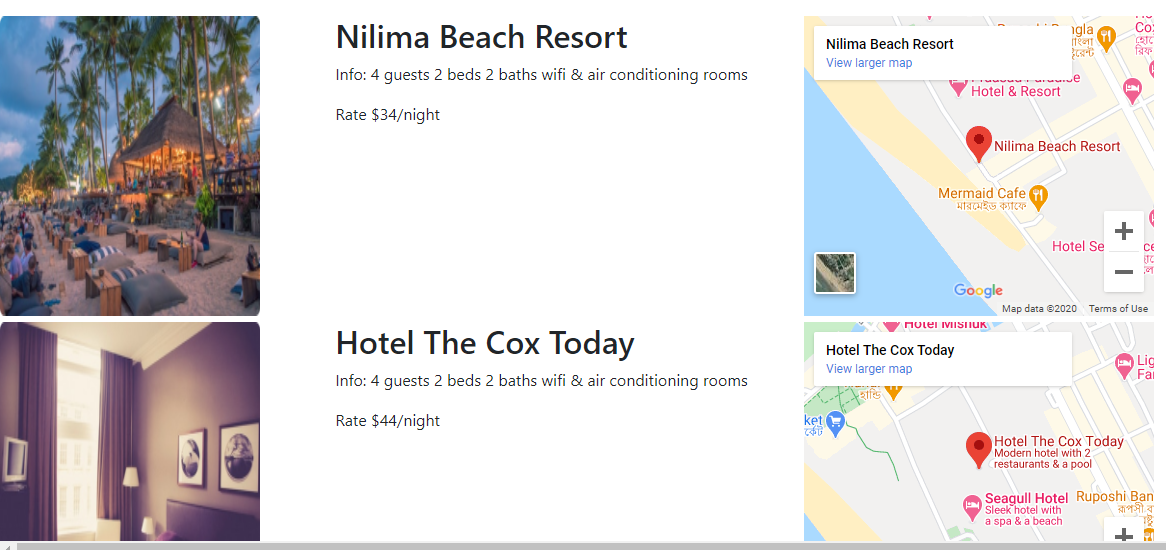 Nilima Beach Resort
Info: 4 guests 2 beds 2 baths wifi & air conditioning rooms
Rate $34/night
Nilima Beach Resort
View larger map
Hotel & Resort
Nilima Beach Resort
Mermaid Cafe
মারমেইড ক্যাফে
Google
Map data ©2020 Terms of Use
Hotel The Cox Today
Info: 4 guests 2 beds 2 baths wifi & air conditioning rooms
Rate $44/night
Hotel The Cox Today
View larger map
Hotel The Cox Today
Modern hotel with 2
restaurants & a pool
Seagull Hotel
Sleek hotel with
a spa & a beach
Ruposhi Ban
রূপসী